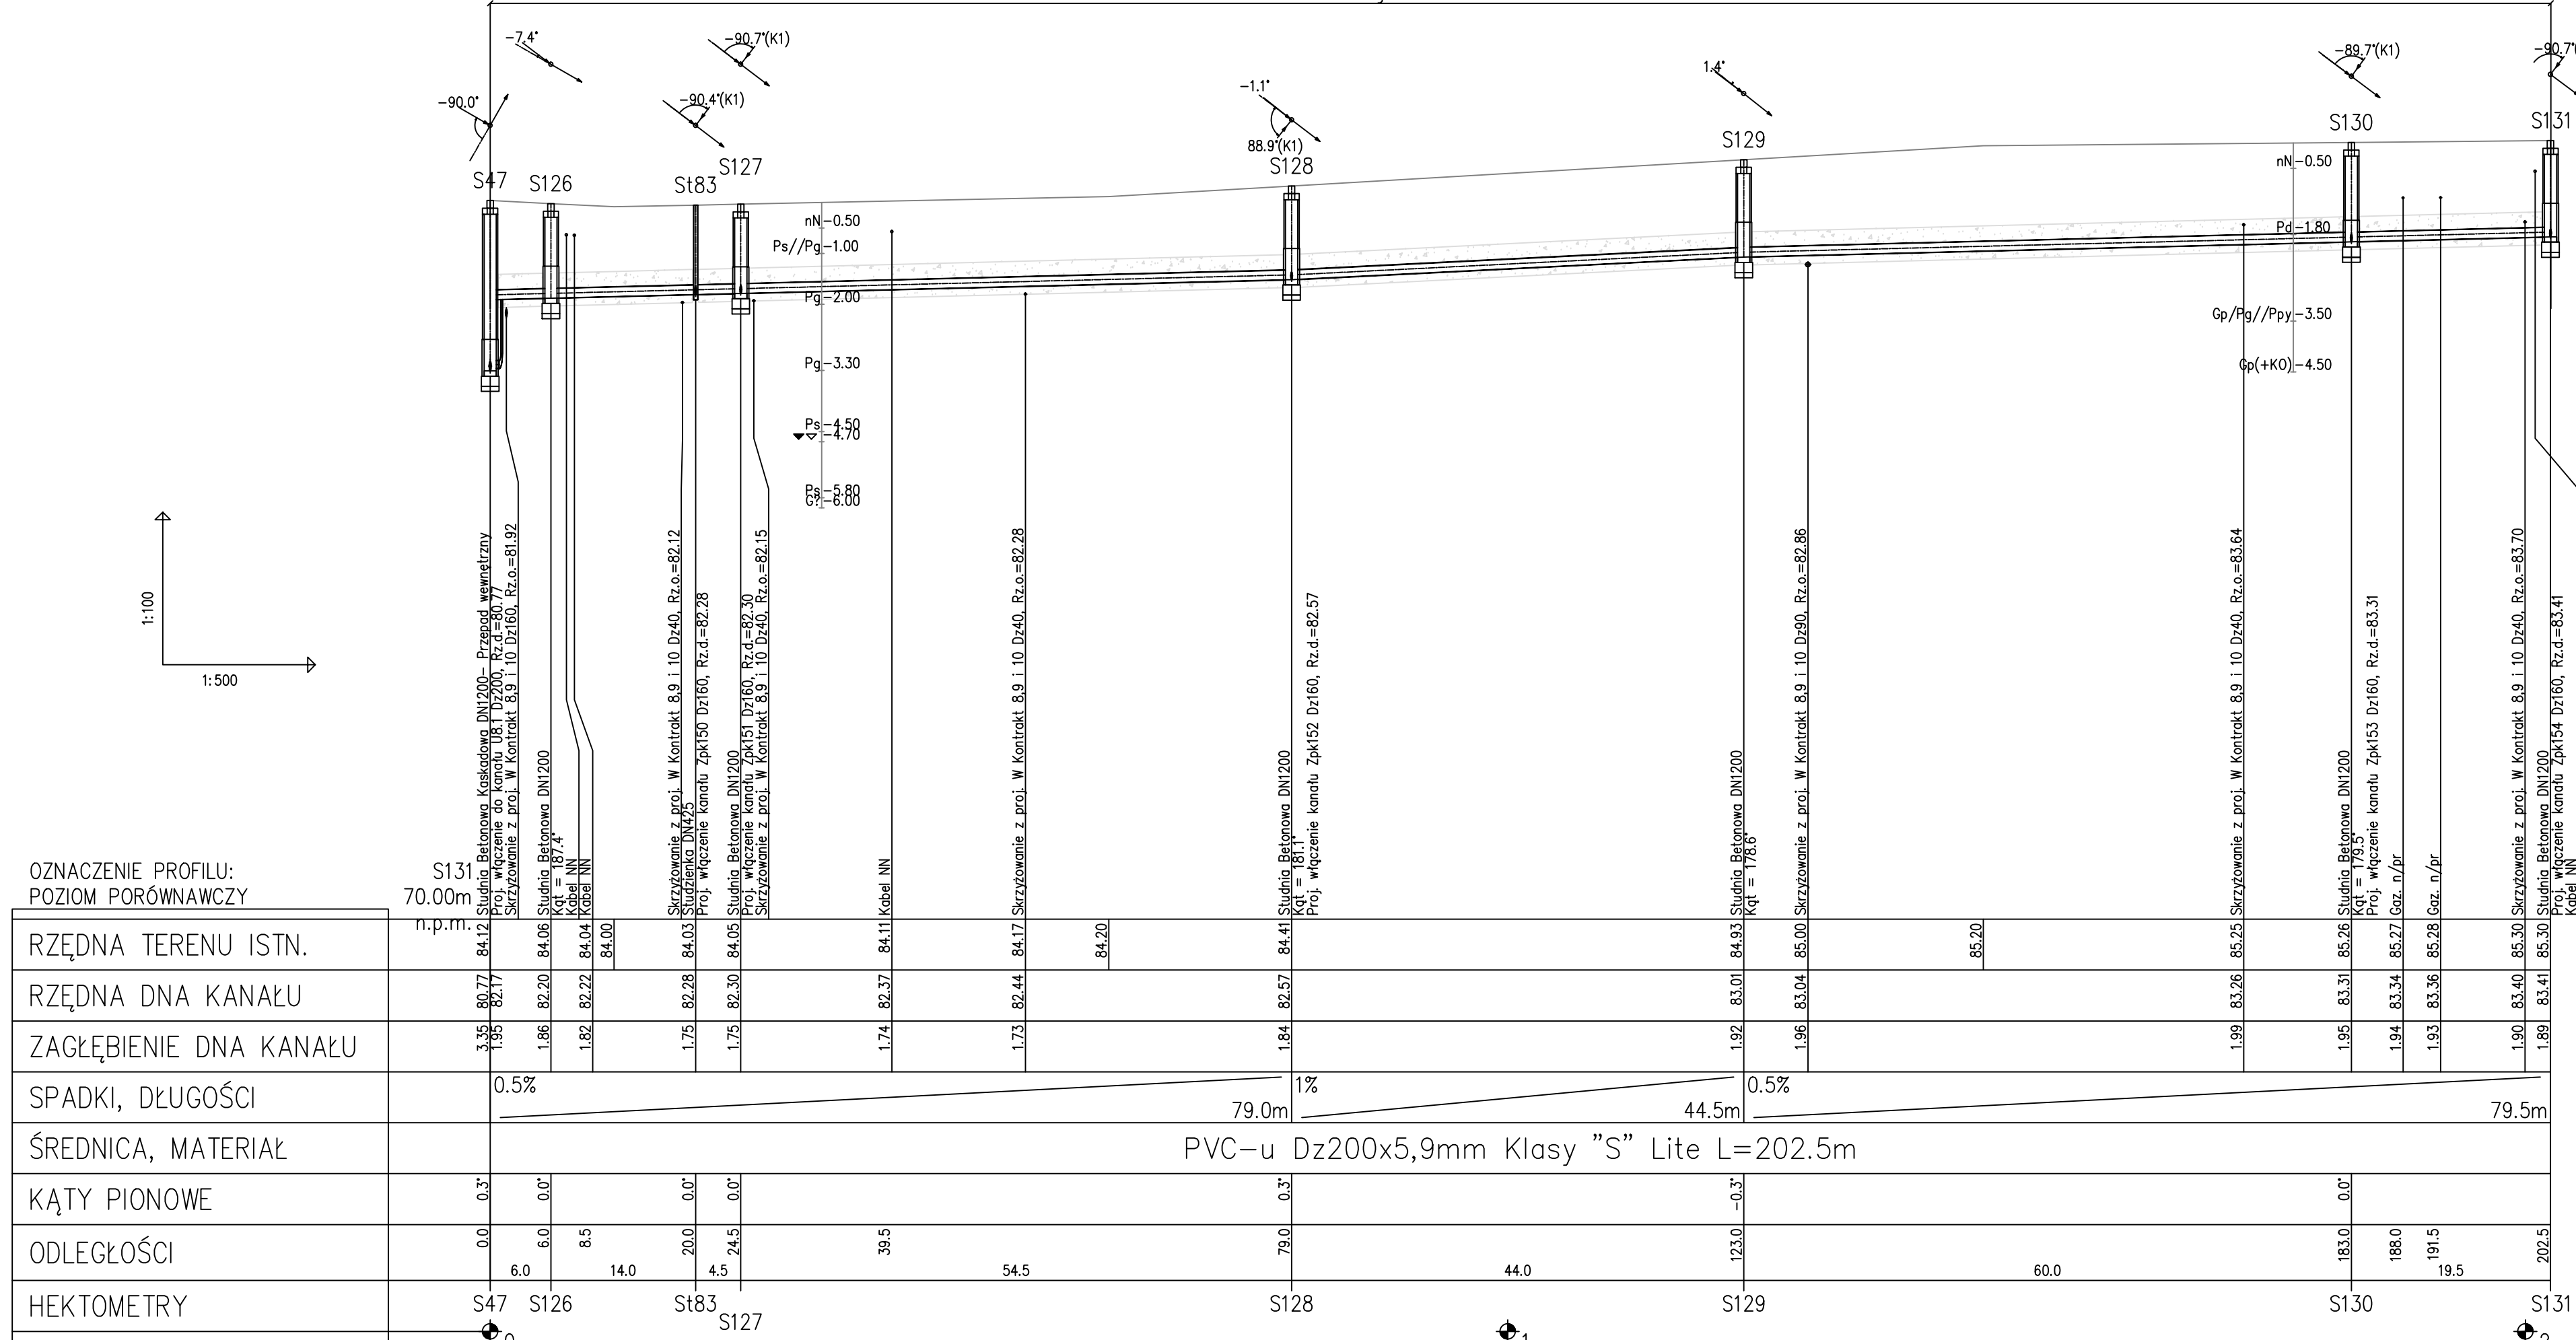 -7.4°
-90.7°(K1)
-90.0°
-90.4°(K1)
-1.1°
88.9°(K1)
1.4°
-89.7°(K1)
-90.7°
S47
S126
St83
S127
S128
S129
S130
S131
nN-0.50
Ps//Pg-1.00
Pg-2.00
Pg-3.30
Ps-4.50
-4.70
Ps-5.80
G?-6.00
nN-0.50
Pd-1.80
Gp/Pg//Ppy-3.50
Gp(+KO)-4.50
1:100
1:500
Studnia Betonowa Kaskadowa DN1200- Przepad wewnętrzny
Proj. włączenie do kanału U8.1 Dz200, Rz.d.=80.77
Skrzyżowanie z proj. W Kontrakt 8,9 i 10 Dz160, Rz.o.=81.92
Studnia Betonowa DN1200
Kąt = 187.4°
Kabel NN
Kabel NN
Skrzyżowanie z proj. W Kontrakt 8,9 i 10 Dz40, Rz.o.=82.12
Studzienka DN425
Proj. włączenie kanału Zpk150 Dz160, Rz.d.=82.28
Studnia Betonowa DN1200
Proj. włączenie kanału Zpk151 Dz160, Rz.d.=82.30
Skrzyżowanie z proj. W Kontrakt 8,9 i 10 Dz40, Rz.o.=82.15
Kabel NN
Skrzyżowanie z proj. W Kontrakt 8,9 i 10 Dz40, Rz.o.=82.28
Studnia Betonowa DN1200
Kąt = 181.1°
Proj. włączenie kanału Zpk152 Dz160, Rz.d.=82.57
Studnia Betonowa DN1200
Kąt = 178.6°
Skrzyżowanie z proj. W Kontrakt 8,9 i 10 Dz90, Rz.o.=82.86
Skrzyżowanie z proj. W Kontrakt 8,9 i 10 Dz40, Rz.o.=83.64
Studnia Betonowa DN1200
Kąt = 179.5°
Proj. włączenie kanału Zpk153 Dz160, Rz.d.=83.31
Gaz. n/pr
Gaz. n/pr
Skrzyżowanie z proj. W Kontrakt 8,9 i 10 Dz40, Rz.o.=83.70
Studnia Betonowa DN1200
Proj. włączenie kanału Zpk154 Dz160, Rz.d.=83.41
Kabel NN
OZNACZENIE PROFILU: S131
POZIOM PORÓWNAWCZY 70.00m
n.p.m.
RZĘDNA TERENU ISTN. 84.12 84.06 84.04 84.00 84.03 84.05 84.11 84.17 84.20 84.41 84.93 85.00 85.20 85.25 85.26 85.27 85.28 85.30 85.30
RZĘDNA DNA KANAŁU 80.77 82.17 82.20 82.22 82.28 82.30 82.37 82.44 82.57 83.01 83.04 83.26 83.31 83.34 83.36 83.40 83.41
ZAGŁĘBIENIE DNA KANAŁU 3.35 1.95 1.86 1.82 1.75 1.75 1.74 1.73 1.84 1.92 1.96 1.99 1.95 1.94 1.93 1.90 1.89
SPADKI, DŁUGOŚCI 0.5% 79.0m 1% 44.5m 0.5% 79.5m
ŚREDNICA, MATERIAŁ PVC-u Dz200x5,9mm Klasy "S" Lite L=202.5m
KĄTY PIONOWE 0.3° 0.0° 0.0° 0.0° 0.3° -0.3° 0.0°
ODLEGŁOŚCI 0.0 6.0 8.5 20.0 24.5 39.5 79.0 123.0 183.0 188.0 191.5 202.5
6.0 14.0 4.5 54.5 44.0 60.0 19.5
HEKTOMETRY S47 S126 St83 S127 S128 S129 S130 S131
0 1 2